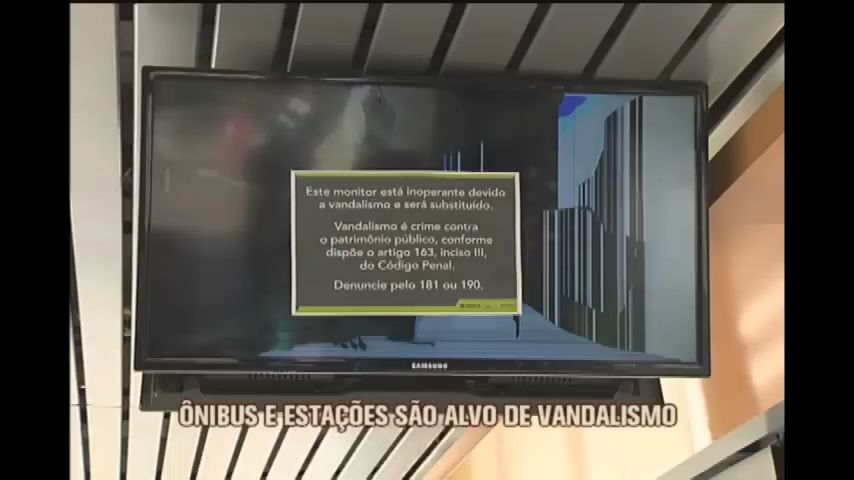 Este monitor está inoperante devido
a vandalismo e será substituído.
Vandalismo é crime contra
o patrimônio público, conforme
dispõe o artigo 163, inciso III,
do Código Penal.
Denuncie pelo 181 ou 190.
SAMSUNG
ÔNIBUS E ESTAÇÕES SÃO ALVO DE VANDALISMO